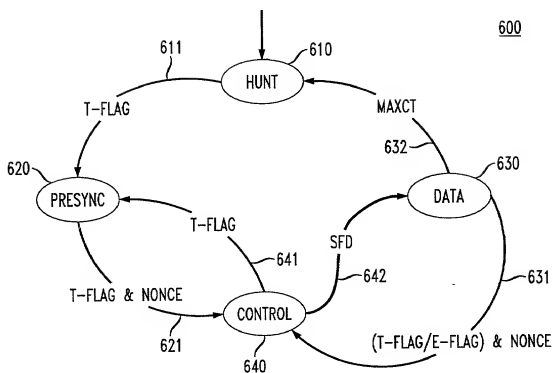 600
611
610
HUNT
T-FLAG
MAXCT
632
630
620
PRESYNC
DATA
T-FLAG
SFD
641
642
631
T-FLAG & NONCE
CONTROL
621
(T-FLAG/E-FLAG) & NONCE
640